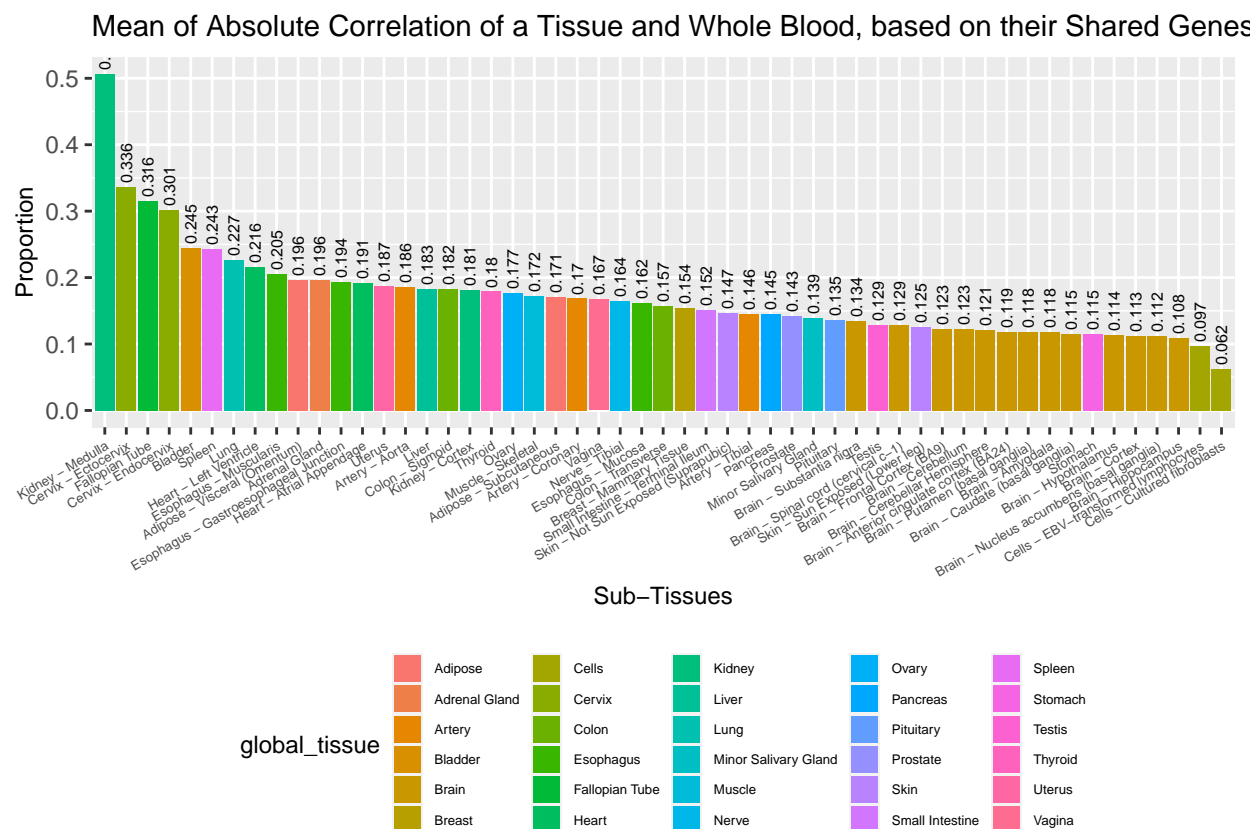 Mean of Absolute Correlation of a Tissue and Whole Blood, based on their Shared Genes
Proportion
0.5
0.4
0.3
0.2
0.1
0.0
0.
0.336
0.316
0.301
0.245
0.243
0.227
0.216
0.205
0.196
0.196
0.194
0.191
0.187
0.186
0.183
0.182
0.181
0.18
0.177
0.172
0.171
0.17
0.167
0.164
0.162
0.157
0.154
0.152
0.147
0.146
0.145
0.143
0.139
0.135
0.134
0.129
0.129
0.125
0.123
0.123
0.121
0.119
0.118
0.118
0.115
0.115
0.114
0.113
0.112
0.108
0.097
0.062
Kidney – Medulla
Cervix – Ectocervix
Fallopian Tube
Cervix – Endocervix
Bladder
Spleen
Lung
Heart – Left Ventricle
Esophagus – Muscularis
Adipose – Visceral (Omentum)
Adrenal Gland
Esophagus – Gastroesophageal Junction
Heart – Atrial Appendage
Uterus
Artery – Aorta
Liver
Colon – Sigmoid
Kidney – Cortex
Thyroid
Ovary
Muscle – Skeletal
Adipose – Subcutaneous
Artery – Coronary
Vagina
Nerve – Tibial
Esophagus – Mucosa
Colon – Transverse
Breast – Mammary Tissue
Small Intestine – Terminal Ileum
Skin – Not Sun Exposed (Suprapubic)
Artery – Tibial
Pancreas
Prostate
Minor Salivary Gland
Pituitary
Brain – Substantia nigra
Testis
Brain – Spinal cord (cervical c–1)
Skin – Sun Exposed (Lower leg)
Brain – Frontal Cortex (BA9)
Brain – Cerebellum
Brain – Cerebellar Hemisphere
Brain – Anterior cingulate cortex (BA24)
Brain – Putamen (basal ganglia)
Brain – Amygdala
Brain – Caudate (basal ganglia)
Stomach
Brain – Hypothalamus
Brain – Cortex
Brain – Nucleus accumbens (basal ganglia)
Brain – Hippocampus
Cells – EBV–transformed lymphocytes
Cells – Cultured fibroblasts
Sub–Tissues
global_tissue
Adipose
Adrenal Gland
Artery
Bladder
Brain
Breast
Cells
Cervix
Colon
Esophagus
Fallopian Tube
Heart
Kidney
Liver
Lung
Minor Salivary Gland
Muscle
Nerve
Ovary
Pancreas
Pituitary
Prostate
Skin
Small Intestine
Spleen
Stomach
Testis
Thyroid
Uterus
Vagina